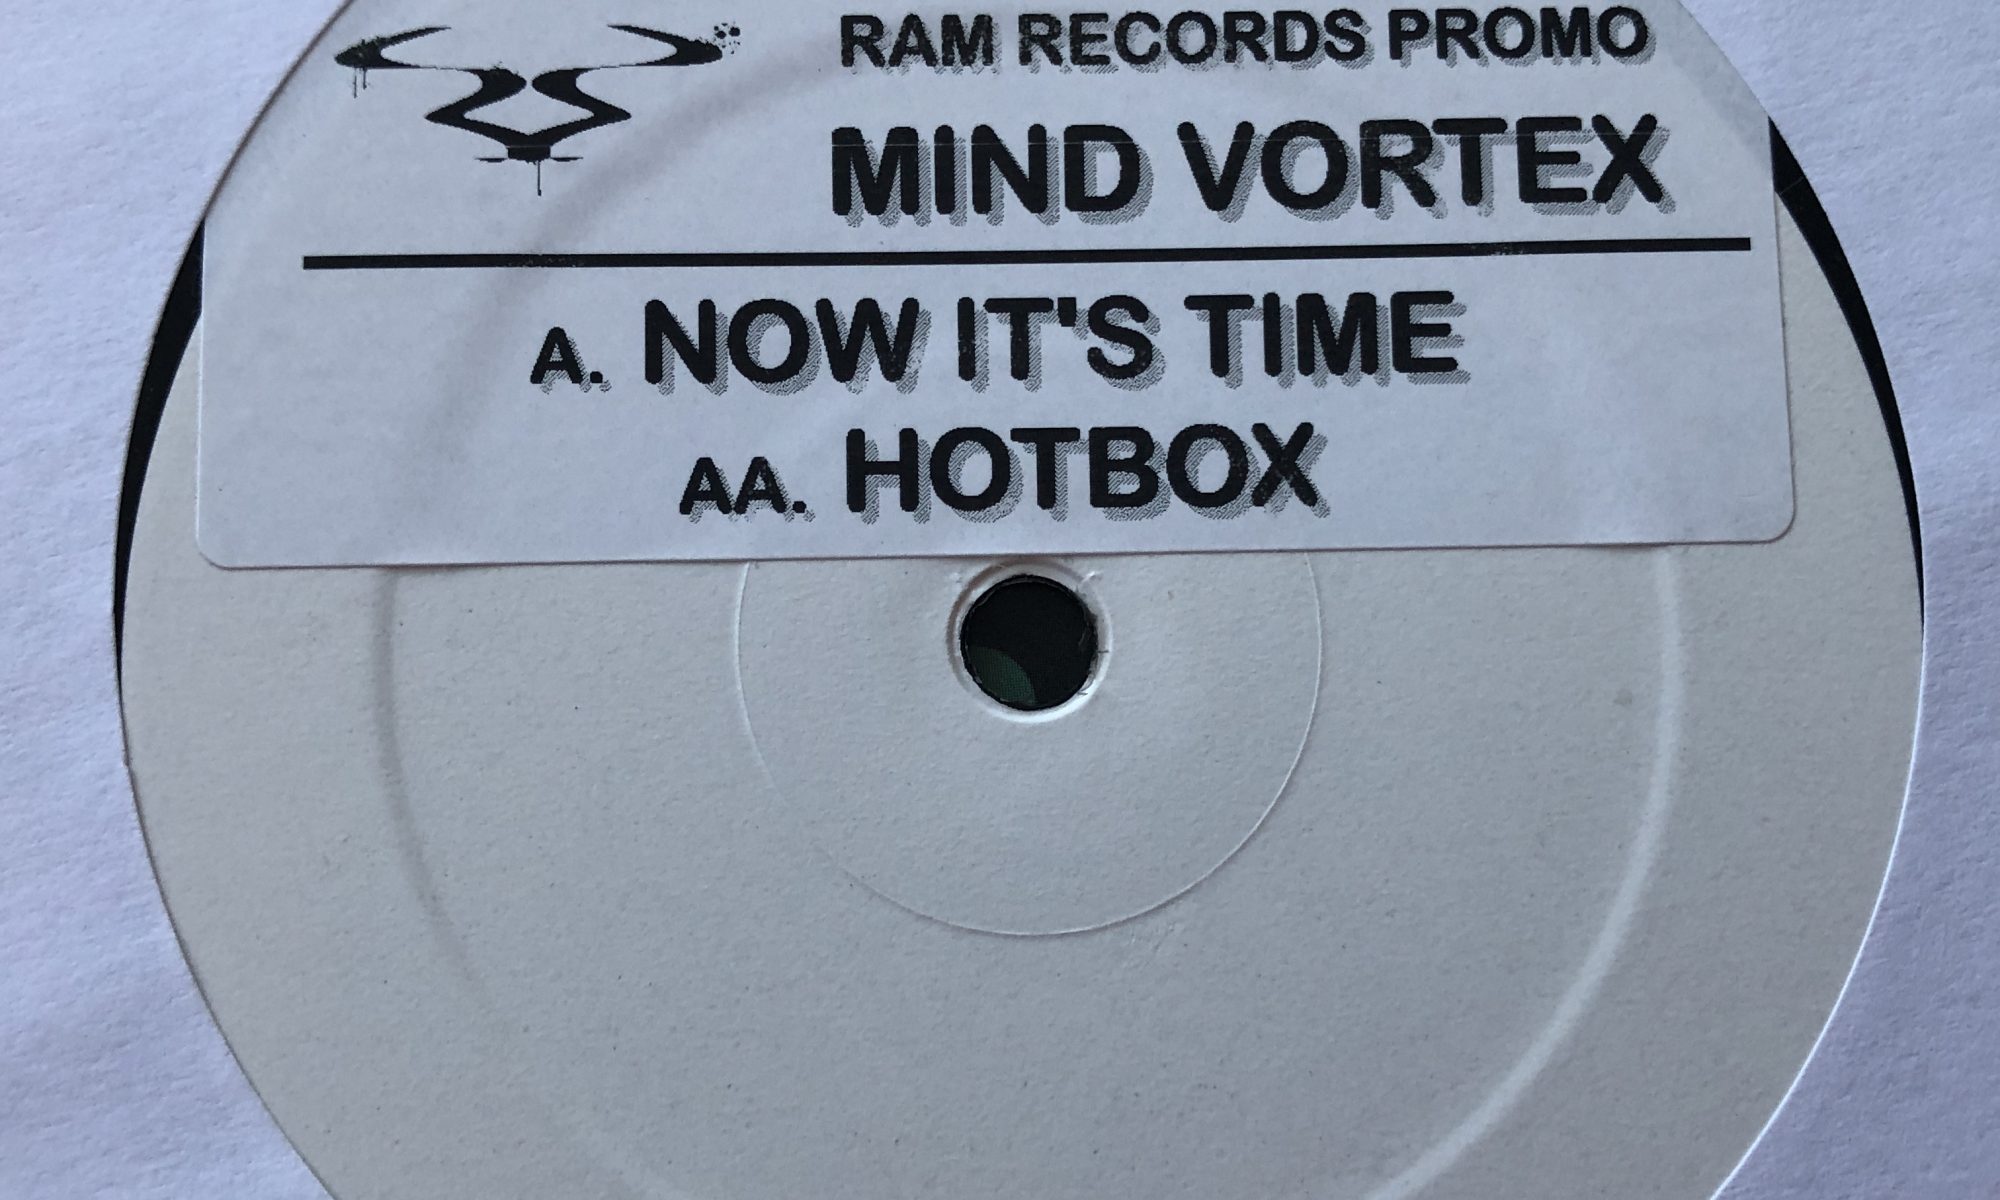 RAM RECORDS PROMO
MIND VORTEX
A. NOW IT'S TIME
AA. HOTBOX